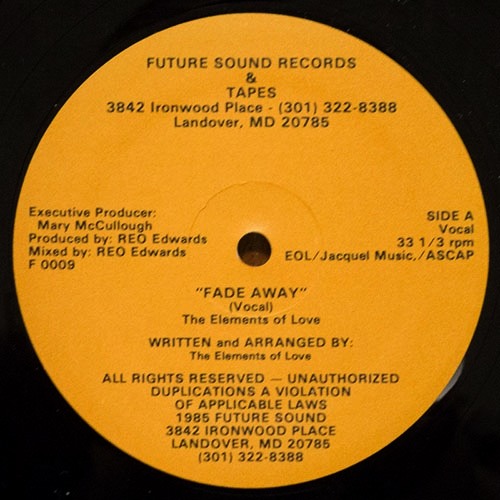 FUTURE SOUND RECORDS
&
TAPES
3842 Ironwood Place - (301) 322-8388
Landover, MD 20785
Executive Producer:
Mary McCullough
Produced by: REO Edwards
Mixed by: REO Edwards
F 0009
SIDE A
Vocal
33 1/3 rpm
EOL/Jacquel Music,/ASCAP
"FADE AWAY"
(Vocal)
The Elements of Love
WRITTEN and ARRANGED BY:
The Elements of Love
ALL RIGHTS RESERVED — UNAUTHORIZED
DUPLICATIONS A VIOLATION
OF APPLICABLE LAWS
1985 FUTURE SOUND
3842 IRONWOOD PLACE
LANDOVER, MD 20785
(301) 322-8388